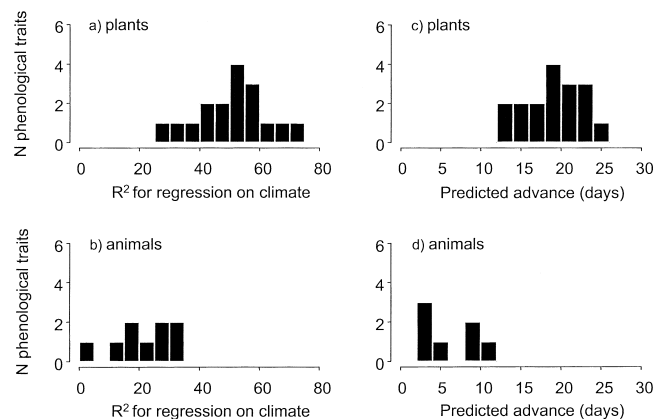 a) plants
N phenological traits
6
4
2
0
0 20 40 60 80
R² for regression on climate
c) plants
6
4
2
0
0 5 10 15 20 25 30
Predicted advance (days)
b) animals
N phenological traits
6
4
2
0
0 20 40 60 80
R² for regression on climate
d) animals
6
4
2
0
0 5 10 15 20 25 30
Predicted advance (days)